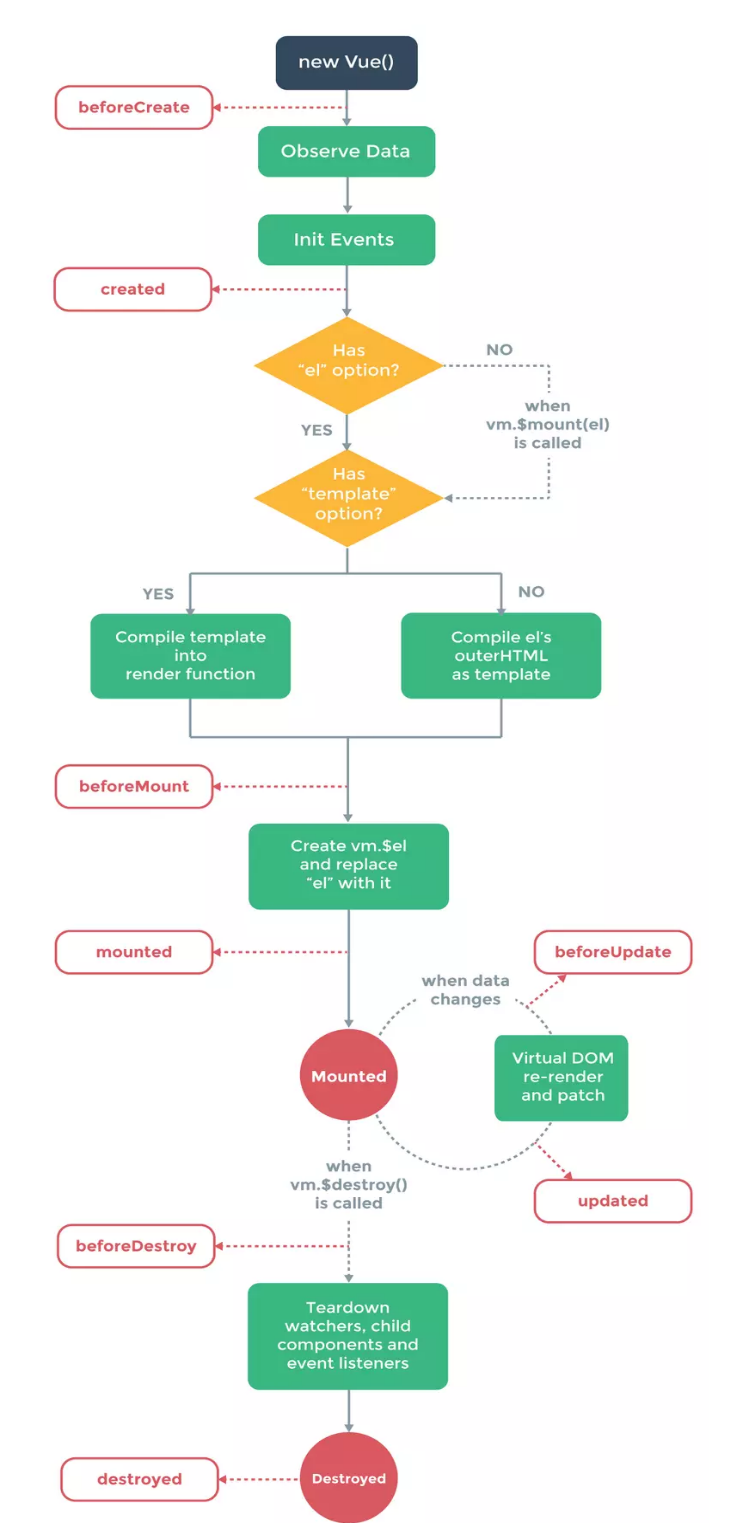 new Vue()
beforeCreate
Observe Data
Init Events
created
Has
“el” option?
NO
when
vm.$mount(el)
is called
YES
Has
“template”
option?
YES
NO
Compile template
into
render function
Compile el’s
outerHTML
as template
beforeMount
Create vm.$el
and replace
“el” with it
mounted
beforeUpdate
when data
changes
Mounted
Virtual DOM
re-render
and patch
when
vm.$destroy()
is called
updated
beforeDestroy
Teardown
watchers, child
components and
event listeners
destroyed
Destroyed